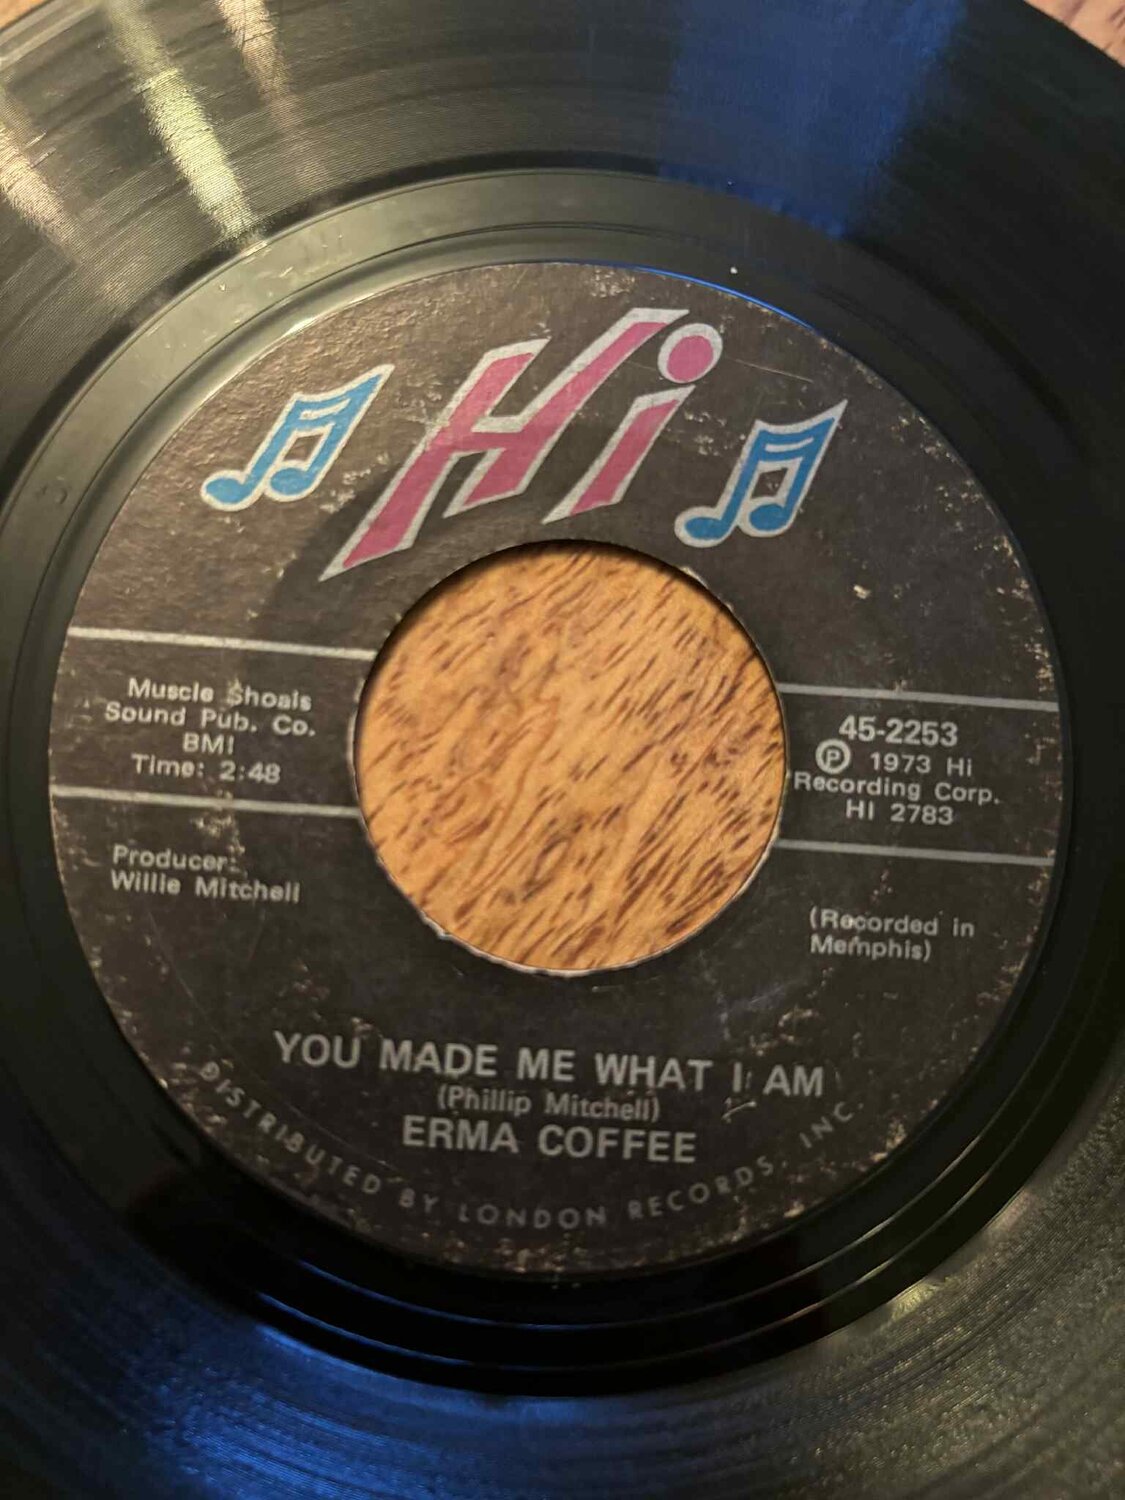 Hi
Muscle Shoals
Sound Pub. Co.
BMI
Time: 2:48
45-2253
Ⓟ 1973 Hi
Recording Corp.
HI 2783
Producer:
Willie Mitchell
(Recorded in
Memphis)
YOU MADE ME WHAT I AM
(Phillip Mitchell)
ERMA COFFEE
DISTRIBUTED BY LONDON RECORDS, INC.